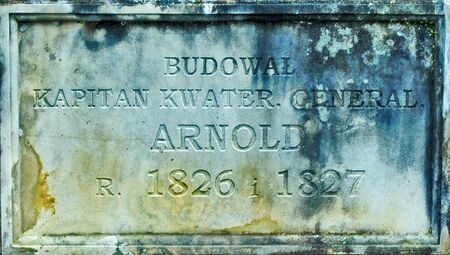 BUDOWAŁ
KAPITAN KWATER. GENERAL.
ARNOLD
R. 1826 i 1827